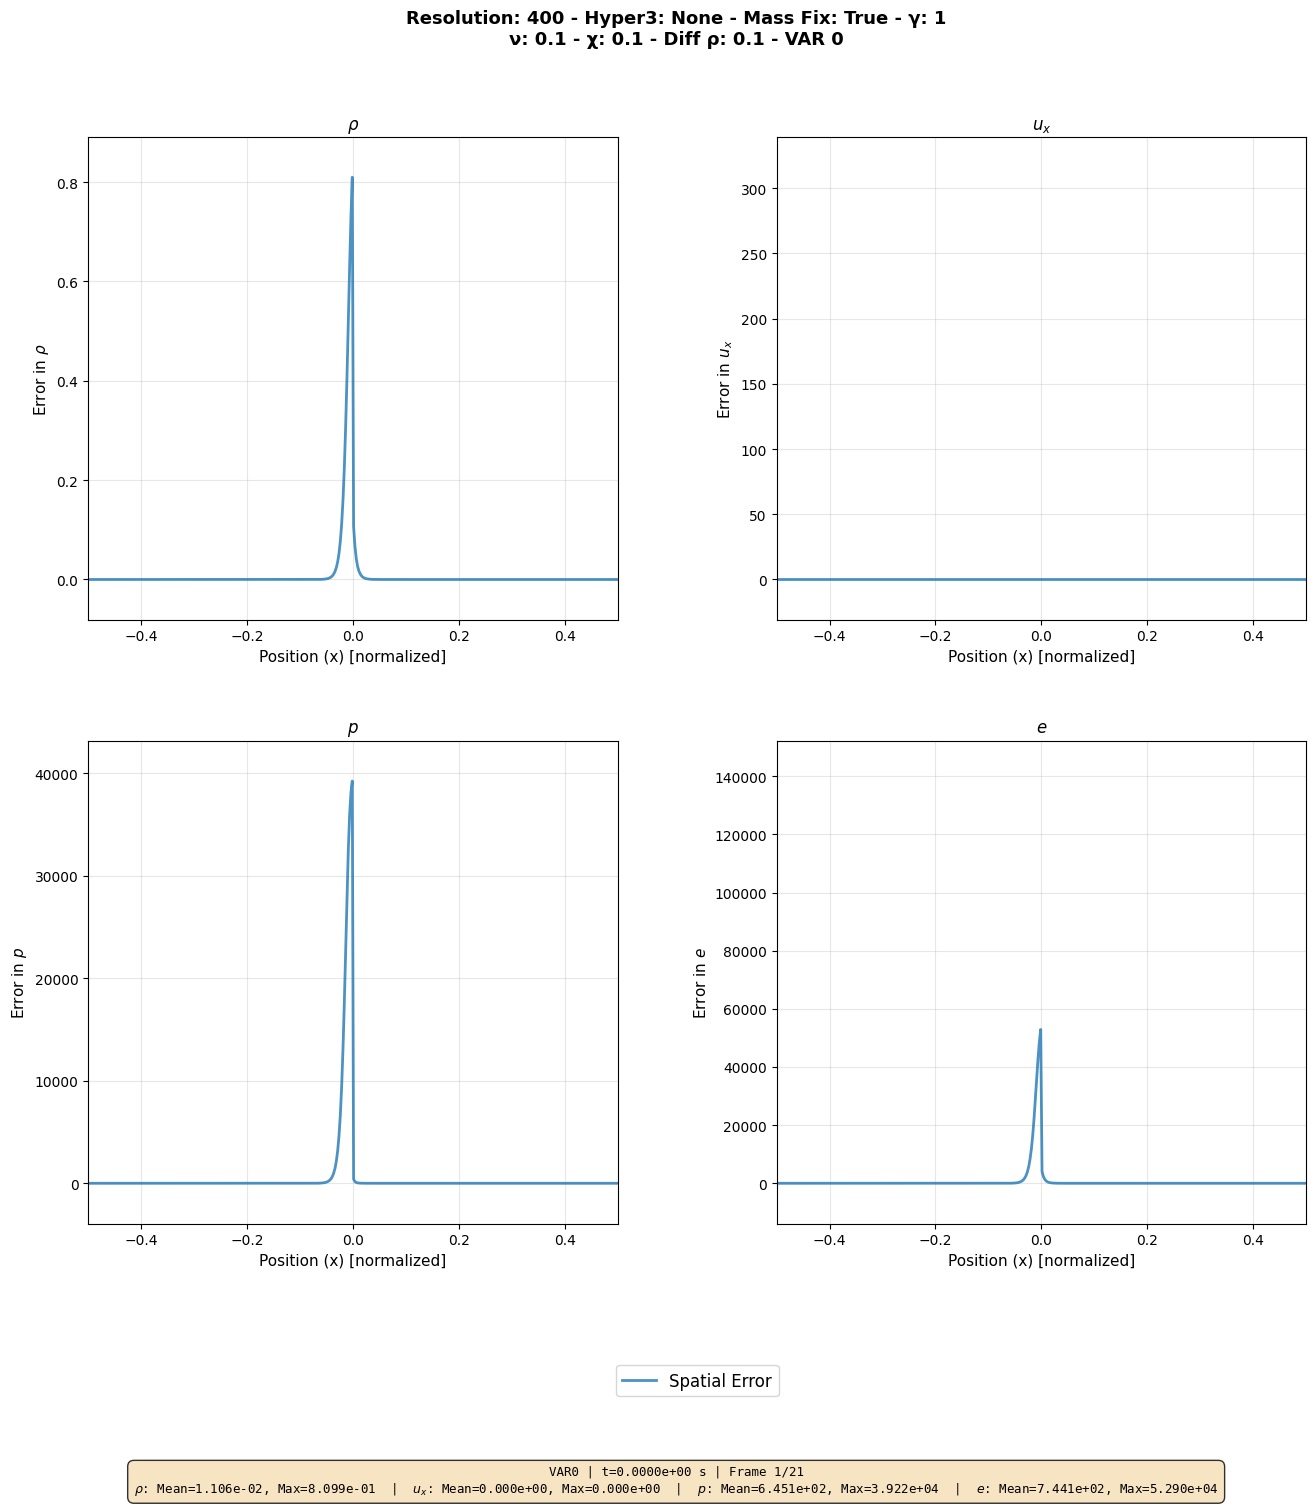 Resolution: 400 - Hyper3: None - Mass Fix: True - γ: 1
ν: 0.1 - χ: 0.1 - Diff ρ: 0.1 - VAR 0
ρ
0.8
0.6
0.4
0.2
0.0
Error in ρ
−0.4 −0.2 0.0 0.2 0.4
Position (x) [normalized]
uₓ
300
250
200
150
100
50
0
Error in uₓ
−0.4 −0.2 0.0 0.2 0.4
Position (x) [normalized]
p
40000
30000
20000
10000
0
Error in p
−0.4 −0.2 0.0 0.2 0.4
Position (x) [normalized]
e
140000
120000
100000
80000
60000
40000
20000
0
Error in e
−0.4 −0.2 0.0 0.2 0.4
Position (x) [normalized]
Spatial Error
VAR0 | t=0.0000e+00 s | Frame 1/21
ρ: Mean=1.106e-02, Max=8.099e-01 | uₓ: Mean=0.000e+00, Max=0.000e+00 | p: Mean=6.451e+02, Max=3.922e+04 | e: Mean=7.441e+02, Max=5.290e+04